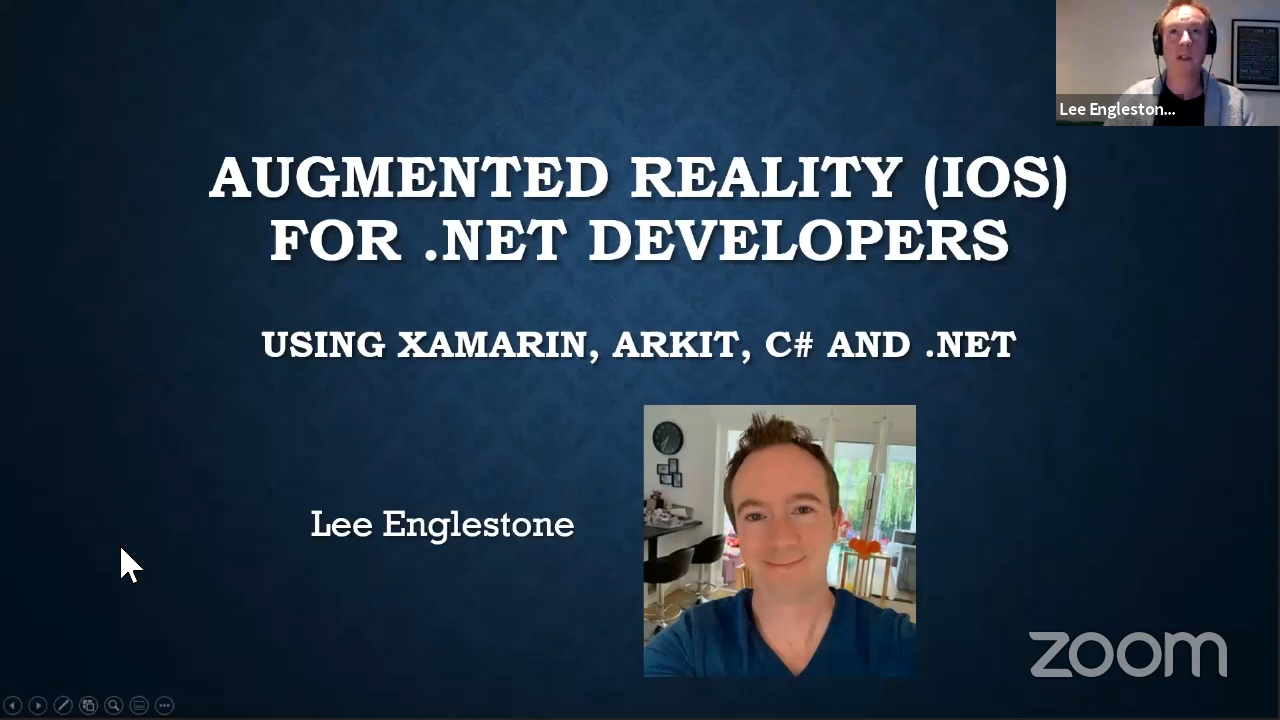 Lee Engleston...
AUGMENTED REALITY (IOS)
FOR .NET DEVELOPERS
USING XAMARIN, ARKIT, C# AND .NET
Lee Englestone
zoom